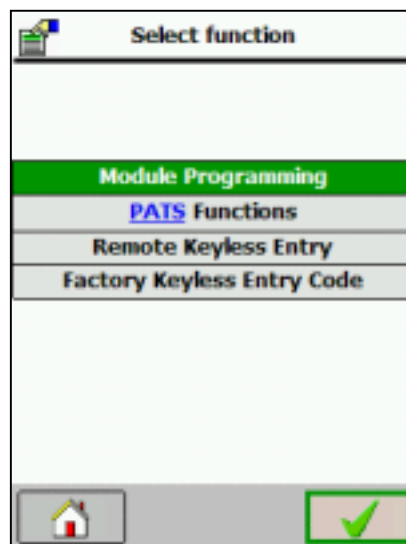 Select function
Module Programming
PATS Functions
Remote Keyless Entry
Factory Keyless Entry Code